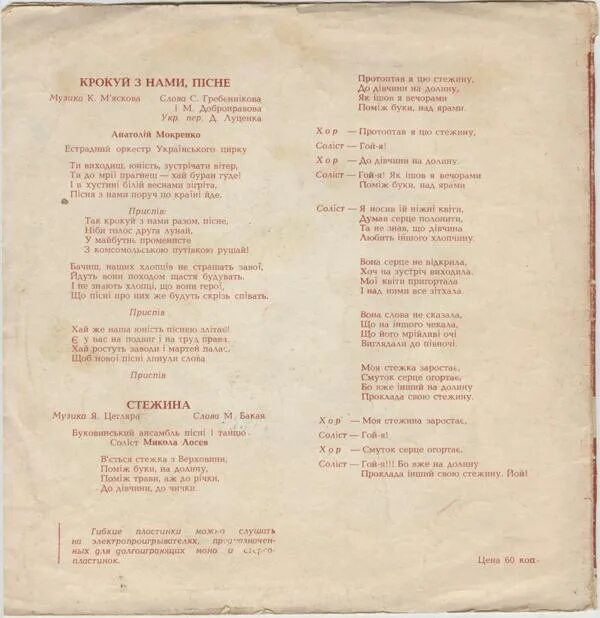 КРОКУЙ З НАМИ, ПІСНЕ
Музика К. М'яскова Слова С. Гребеннікова
і М. Добронравова
Укр. пер. Д. Луценка
Анатолій Мокренко
Естрадний оркестр Українського цирку
Ти виходиш, юність, зустрічати вітер,
Ти до мрії прагнеш — хай буран гуде!
І в хустині білій веснами зігріта,
Пісня з нами поруч по країні йде.
Приспів:
Так крокуй з нами разом, пісне,
Ніби голос друга лунай,
У майбутнь променисте
З комсомольською путівкою рушай!
Бачиш, наших хлопців не страшать завої,
Йдуть вони походом щастя будувать.
І не знають хлопці, що вони герої,
Що пісні про них же будуть скрізь співать.
Приспів
Хай же наша юність піснею злітає!
Є у вас на подвиг і на труд права.
Хай ростуть заводи і мартен палає,
Щоб нової пісні линули слова
Приспів
СТЕЖИНА
Музика Я. Цегляра Слова М. Бакая
Буковинський ансамбль пісні і танцю
Соліст Микола Лосєв
В'ється стежка з Верховини,
Поміж буки, на долину,
Поміж трави, аж до річки,
До дівчини, до чічки.
Гибкие пластинки можно слушать
на электропроигрывателях, предназначен-
ных для долгоиграющих моно и стерео-
пластинок.
Протоптав я цю стежину,
До дівчини на долину,
Як ішов я вечорами
Поміж буки, над ярами.
Хор — Протоптав я цю стежину,
Соліст — Гой-я!
Хор — До дівчини на долину.
Соліст — Гой-я! Як ішов я вечорами
Поміж буки, над ярами
Соліст — Я носив їй ніжні квіти,
Думав серце полонити,
Та не знав, що дівчина
Любить іншого хлопчину.
Вона серце не відкрила,
Хоч на зустріч виходила.
Мої квіти пригортала
І над ними все зітхала.
Вона слова не сказала,
Що на іншого чекала,
Що його мрійливі очі
Виглядали до півночі.
Моя стежка заростає,
Смуток серце огортає,
Бо вже інший на долину
Проклада свою стежину.
Хор — Моя стежина заростає,
Соліст — Гой-я!
Хор — Смуток серце огортає.
Соліст — Гой-я!!! Бо вже на долину
Проклада інший свою стежину. Йой!
Цена 60 коп.